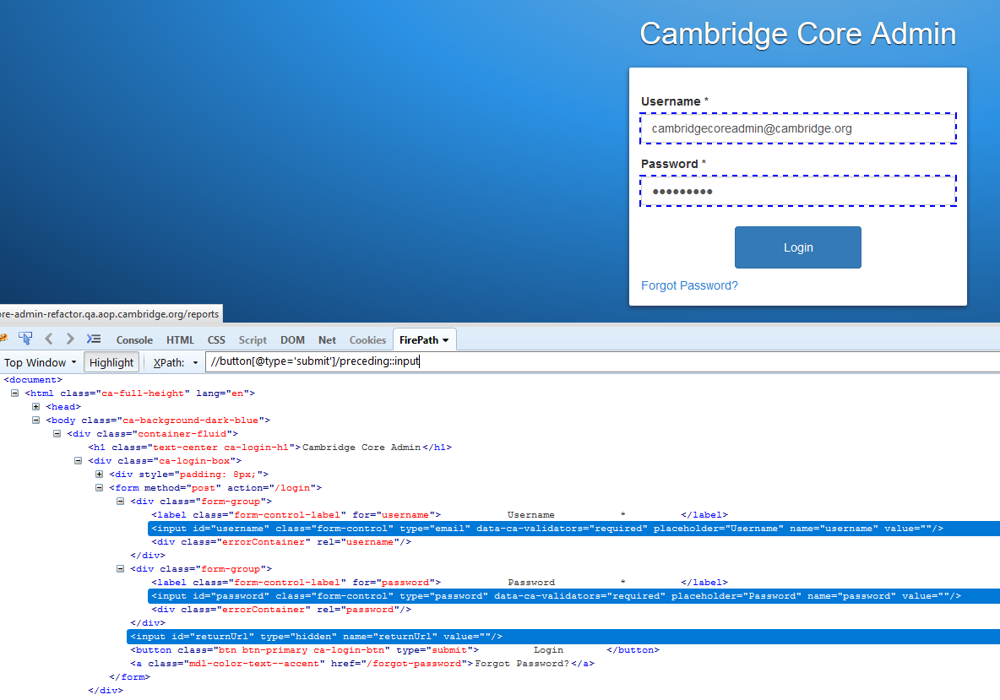 Cambridge Core Admin
Username *
cambridgecoreadmin@cambridge.org
Password *
●●●●●●●●●
Login
Forgot Password?
ore-admin-refactor.qa.aop.cambridge.org/reports
Console HTML CSS Script DOM Net Cookies FirePath
Top Window Highlight XPath: //button[@type='submit']/preceding::input
<document>
<html class="ca-full-height" lang="en">
<head>
<body class="ca-background-dark-blue">
<div class="container-fluid">
<h1 class="text-center ca-login-h1">Cambridge Core Admin</h1>
<div class="ca-login-box">
<div style="padding: 8px;">
<form method="post" action="/login">
<div class="form-group">
<label class="form-control-label" for="username"> Username * </label>
<input id="username" class="form-control" type="email" data-ca-validators="required" placeholder="Username" name="username" value=""/>
<div class="errorContainer" rel="username"/>
</div>
<div class="form-group">
<label class="form-control-label" for="password"> Password * </label>
<input id="password" class="form-control" type="password" data-ca-validators="required" placeholder="Password" name="password" value=""/>
<div class="errorContainer" rel="password"/>
</div>
<input id="returnUrl" type="hidden" name="returnUrl" value=""/>
<button class="btn btn-primary ca-login-btn" type="submit"> Login </button>
<a class="mdl-color-text--accent" href="/forgot-password">Forgot Password?</a>
</form>
</div>